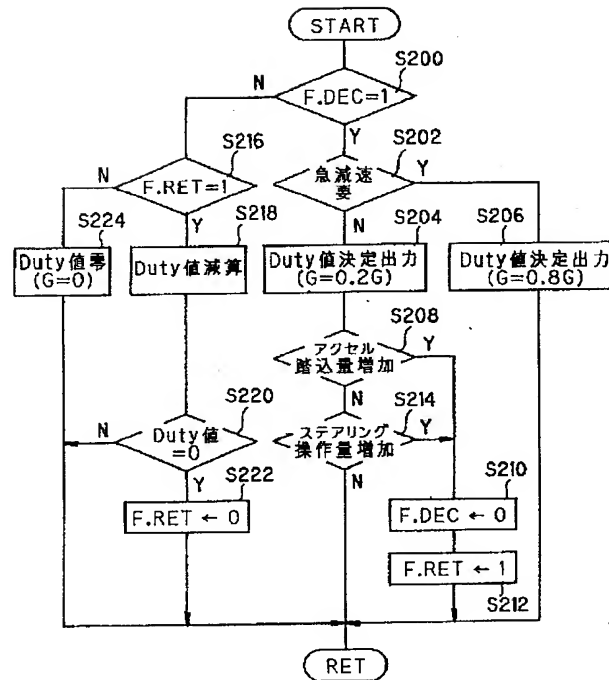 START
S200
N
F.DEC=1
Y
S216
S202
N
F.RET=1
Y
急減速
要
Y
N
S224
S218
S204
S206
Duty値零
(G=0)
Duty値減算
Duty値決定出力
(G=0.2G)
Duty値決定出力
(G=0.8G)
S208
アクセル
踏込量増加
Y
N
S220
S214
N
Duty値
=0
Y
ステアリング
操作量増加
Y
N
S222
S210
F.RET ← 0
F.DEC ← 0
F.RET ← 1
S212
RET